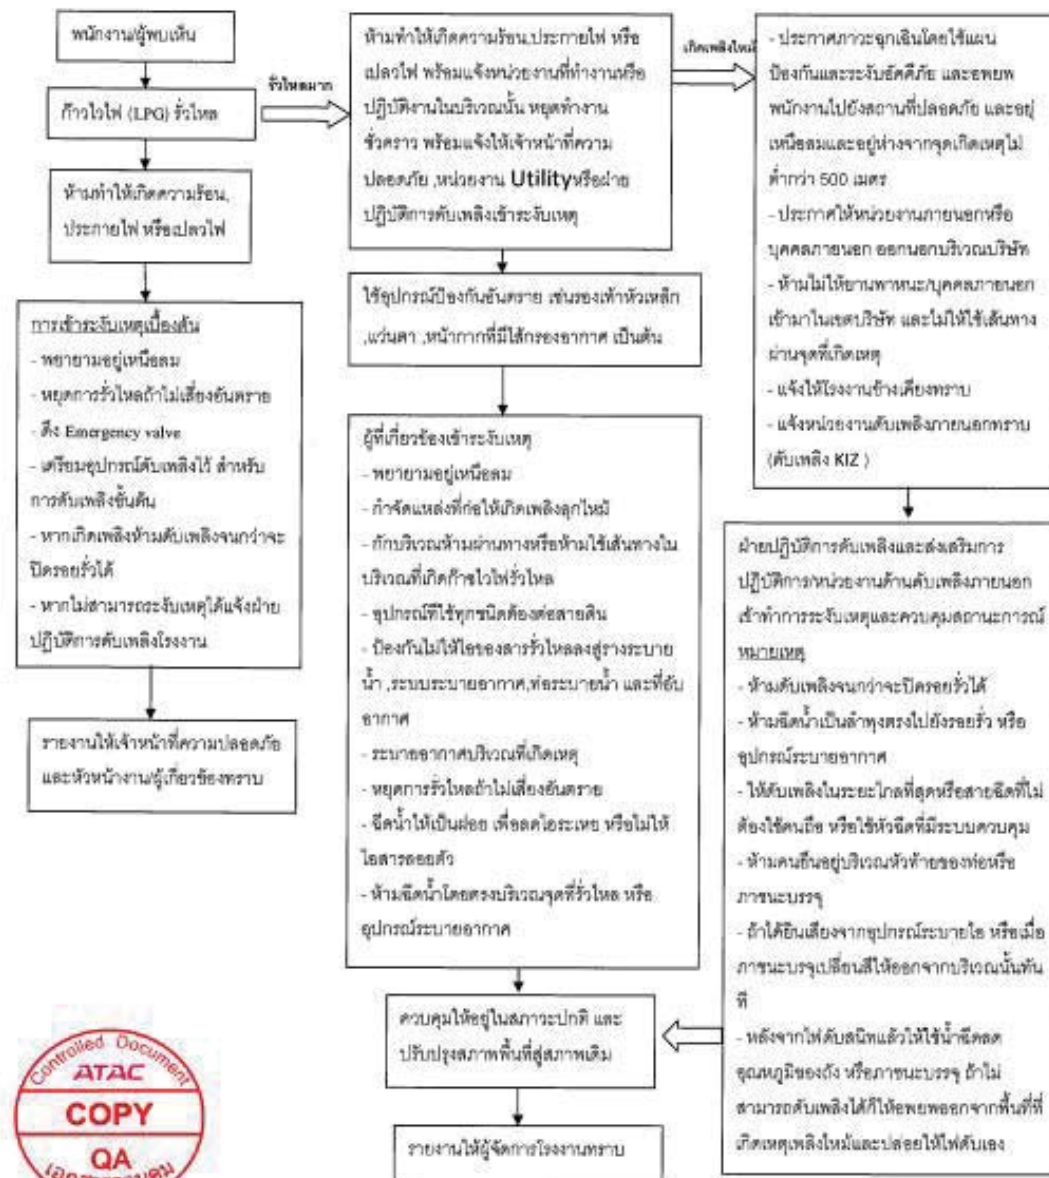 พนักงาน/ผู้พบเห็น
ก๊าซไวไฟ (LPG) รั่วไหล
รั่วไหลมาก
ห้ามทำให้เกิดความร้อน,
ประกายไฟ หรือเปลวไฟ
การเข้าระงับเหตุเบื้องต้น
- พยายามอยู่เหนือลม
- หยุดการรั่วไหลถ้าไม่เสี่ยงอันตราย
- ดึง Emergency valve
- เตรียมอุปกรณ์ดับเพลิงไว้ สำหรับ
การดับเพลิงขั้นต้น
- หากเกิดเพลิงห้ามดับเพลิงจนกว่าจะ
ปิดรอยรั่วได้
- หากไม่สามารถระงับเหตุได้แจ้งฝ่าย
ปฏิบัติการดับเพลิงโรงงาน
รายงานให้เจ้าหน้าที่ความปลอดภัย
และหัวหน้างาน/ผู้เกี่ยวข้องทราบ
ห้ามทำให้เกิดความร้อน,ประกายไฟ หรือ
เปลวไฟ พร้อมแจ้งหน่วยงานที่ทำงานหรือ
ปฏิบัติงานในบริเวณนั้น หยุดทำงาน
ชั่วคราว พร้อมแจ้งให้เจ้าหน้าที่ความ
ปลอดภัย ,หน่วยงาน Utilityหรือฝ่าย
ปฏิบัติการดับเพลิงเข้าระงับเหตุ
เกิดเพลิงไหม้
ใช้อุปกรณ์ป้องกันอันตราย เช่นรองเท้าหัวเหล็ก
,แว่นตา ,หน้ากากที่มีไส้กรองอากาศ เป็นต้น
ผู้ที่เกี่ยวข้องเข้าระงับเหตุ
- พยายามอยู่เหนือลม
- กำจัดแหล่งที่ก่อให้เกิดเพลิงลุกไหม้
- กั้นบริเวณห้ามผ่านทางหรือห้ามใช้เส้นทางใน
บริเวณที่เกิดก๊าซไวไฟรั่วไหล
- อุปกรณ์ที่ใช้ทุกชนิดต้องต่อสายดิน
- ป้องกันไม่ให้ไอของสารรั่วไหลลงสู่รางระบาย
น้ำ ,ระบบระบายอากาศ,ท่อระบายน้ำ และที่อับ
อากาศ
- ระบายอากาศบริเวณที่เกิดเหตุ
- หยุดการรั่วไหลถ้าไม่เสี่ยงอันตราย
- ฉีดน้ำให้เป็นฝอย เพื่อลดไอระเหย หรือไม่ให้
ไอสารลอยตัว
- ห้ามฉีดน้ำโดยตรงบริเวณจุดที่รั่วไหล หรือ
อุปกรณ์ระบายอากาศ
ควบคุมให้อยู่ในสภาวะปกติ และ
ปรับปรุงสภาพพื้นที่สู่สภาพเดิม
รายงานให้ผู้จัดการโรงงานทราบ
- ประกาศภาวะฉุกเฉินโดยใช้แผน
ป้องกันและระงับอัคคีภัย และอพยพ
พนักงานไปยังสถานที่ปลอดภัย และอยู่
เหนือลมและอยู่ห่างจากจุดเกิดเหตุไม่
ต่ำกว่า 500 เมตร
- ประกาศให้หน่วยงานภายนอกหรือ
บุคคลภายนอก ออกนอกบริเวณบริษัท
- ห้ามไม่ให้ยานพาหนะ/บุคคลภายนอก
เข้ามาในเขตบริษัท และไม่ให้ใช้เส้นทาง
ผ่านจุดที่เกิดเหตุ
- แจ้งให้โรงงานข้างเคียงทราบ
- แจ้งหน่วยงานดับเพลิงภายนอกทราบ
(ดับเพลิง KIZ )
ฝ่ายปฏิบัติการดับเพลิงและส่งเสริมการ
ปฏิบัติการ/หน่วยงานด้านดับเพลิงภายนอก
เข้าทำการระงับเหตุและควบคุมสถานะการณ์
หมายเหตุ
- ห้ามดับเพลิงจนกว่าจะปิดรอยรั่วได้
- ห้ามฉีดน้ำเป็นลำพุงตรงไปยังรอยรั่ว หรือ
อุปกรณ์ระบายอากาศ
- ให้ดับเพลิงในระยะไกลที่สุดหรือสายฉีดที่ไม่
ต้องใช้คนถือ หรือใช้หัวฉีดที่มีระบบควบคุม
- ห้ามคนยืนอยู่บริเวณหัวท้ายของท่อหรือ
ภาชนะบรรจุ
- ถ้าได้ยินเสียงจากอุปกรณ์ระบายไอ หรือเมื่อ
ภาชนะบรรจุเปลี่ยนสีให้ออกจากบริเวณนั้นทัน
ที
- หลังจากไฟดับสนิทแล้วให้ใช้น้ำฉีดลด
อุณหภูมิของถัง หรือภาชนะบรรจุ ถ้าไม่
สามารถดับเพลิงได้ก็ให้อพยพออกจากพื้นที่ที่
เกิดเหตุเพลิงไหม้และปล่อยให้ไฟดับเอง
Controlled Document
ATAC
COPY
QA
เอกสารควบคุม